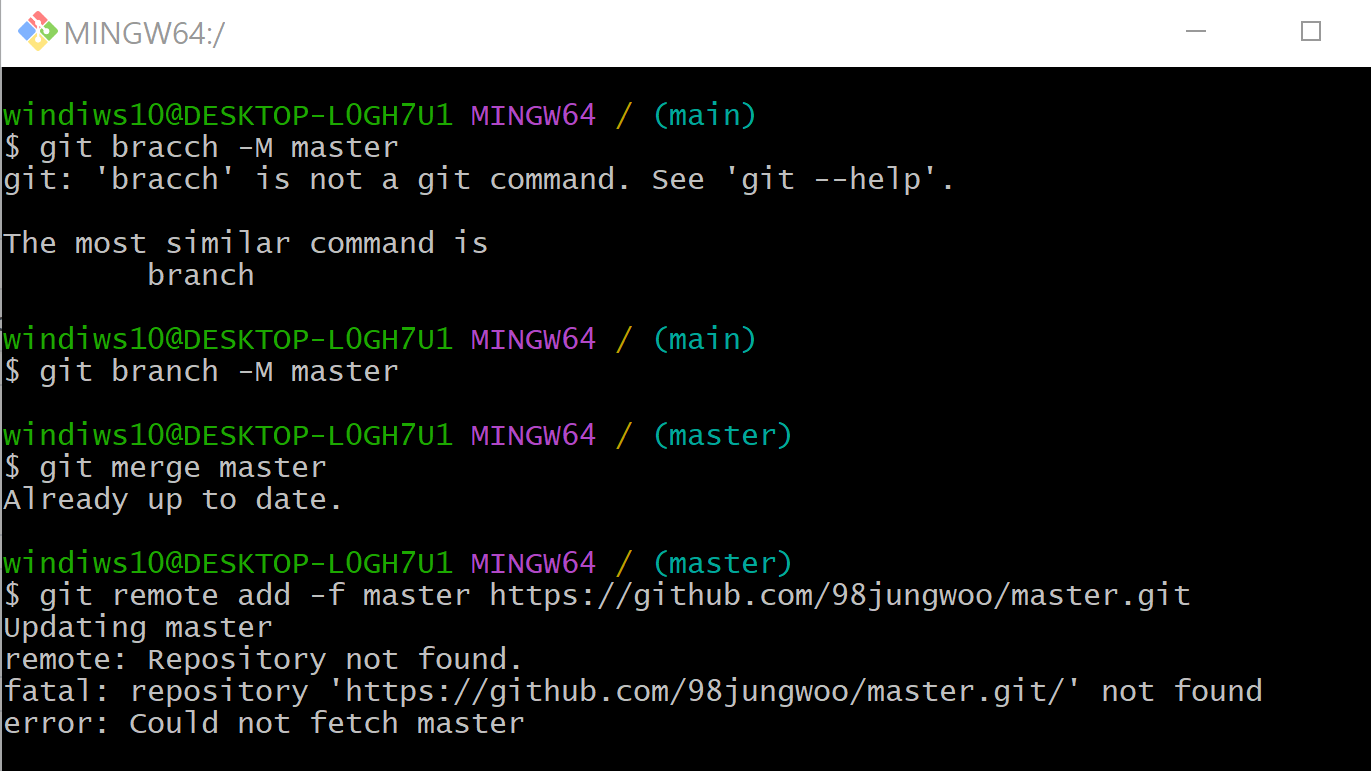 MINGW64:/
windiws10@DESKTOP-L0GH7U1 MINGW64 / (main)
$ git bracch -M master
git: 'bracch' is not a git command. See 'git --help'.
The most similar command is
branch
windiws10@DESKTOP-L0GH7U1 MINGW64 / (main)
$ git branch -M master
windiws10@DESKTOP-L0GH7U1 MINGW64 / (master)
$ git merge master
Already up to date.
windiws10@DESKTOP-L0GH7U1 MINGW64 / (master)
$ git remote add -f master https://github.com/98jungwoo/master.git
Updating master
remote: Repository not found.
fatal: repository 'https://github.com/98jungwoo/master.git/' not found
error: Could not fetch master